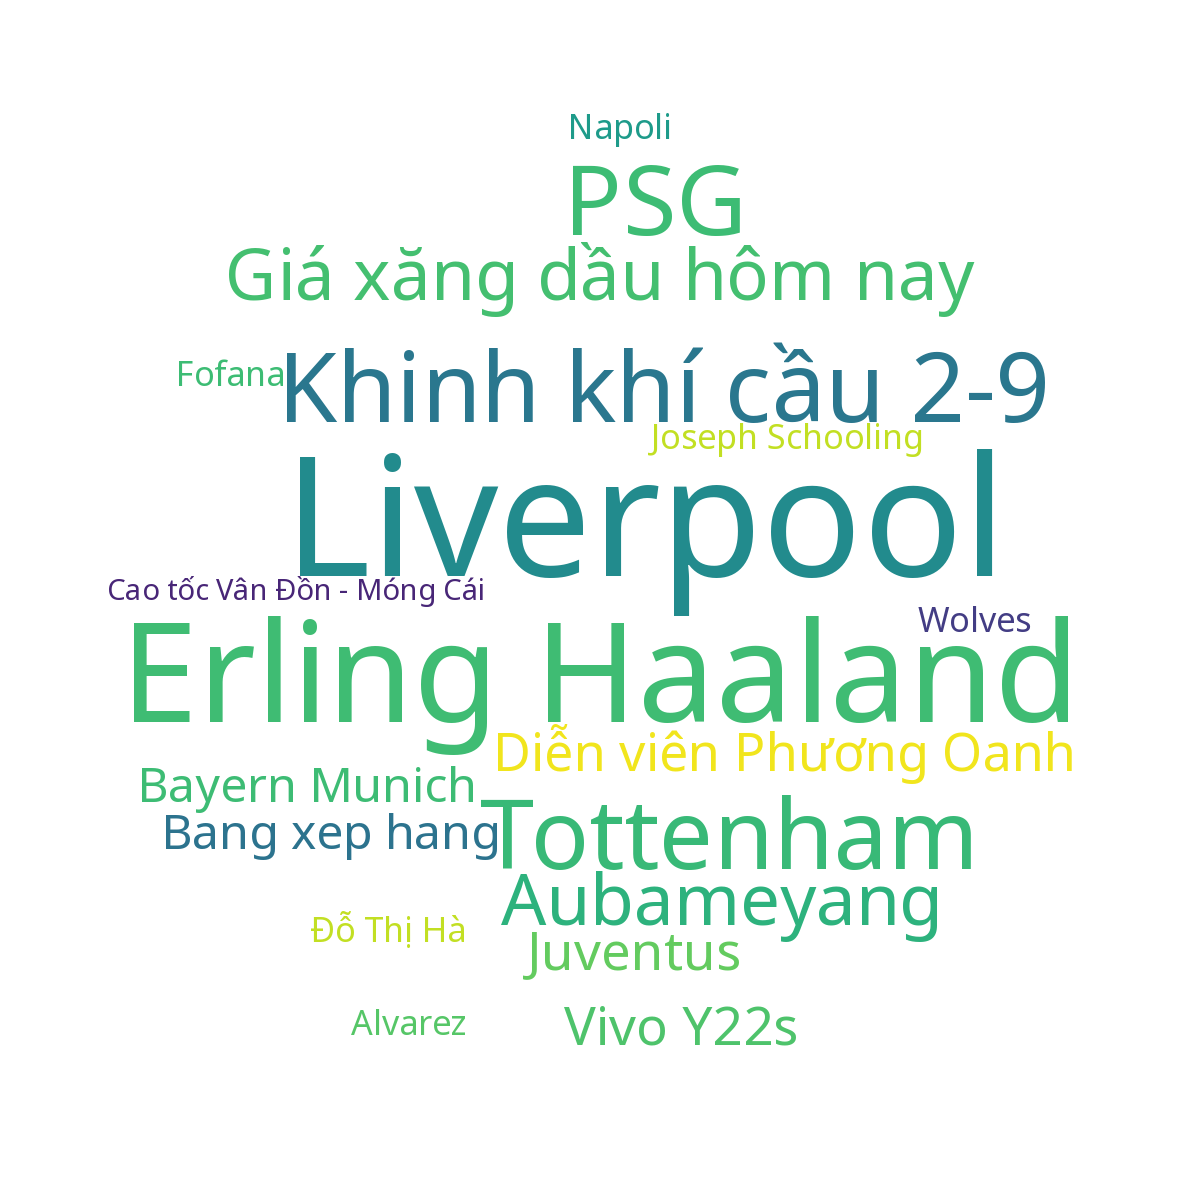 Napoli
PSG
Giá xăng dầu hôm nay
Fofana
Khinh khí cầu 2-9
Joseph Schooling
Liverpool
Cao tốc Vân Đồn - Móng Cái
Wolves
Erling Haaland
Diễn viên Phương Oanh
Bayern Munich
Bang xep hang
Tottenham
Aubameyang
Đỗ Thị Hà
Juventus
Alvarez
Vivo Y22s